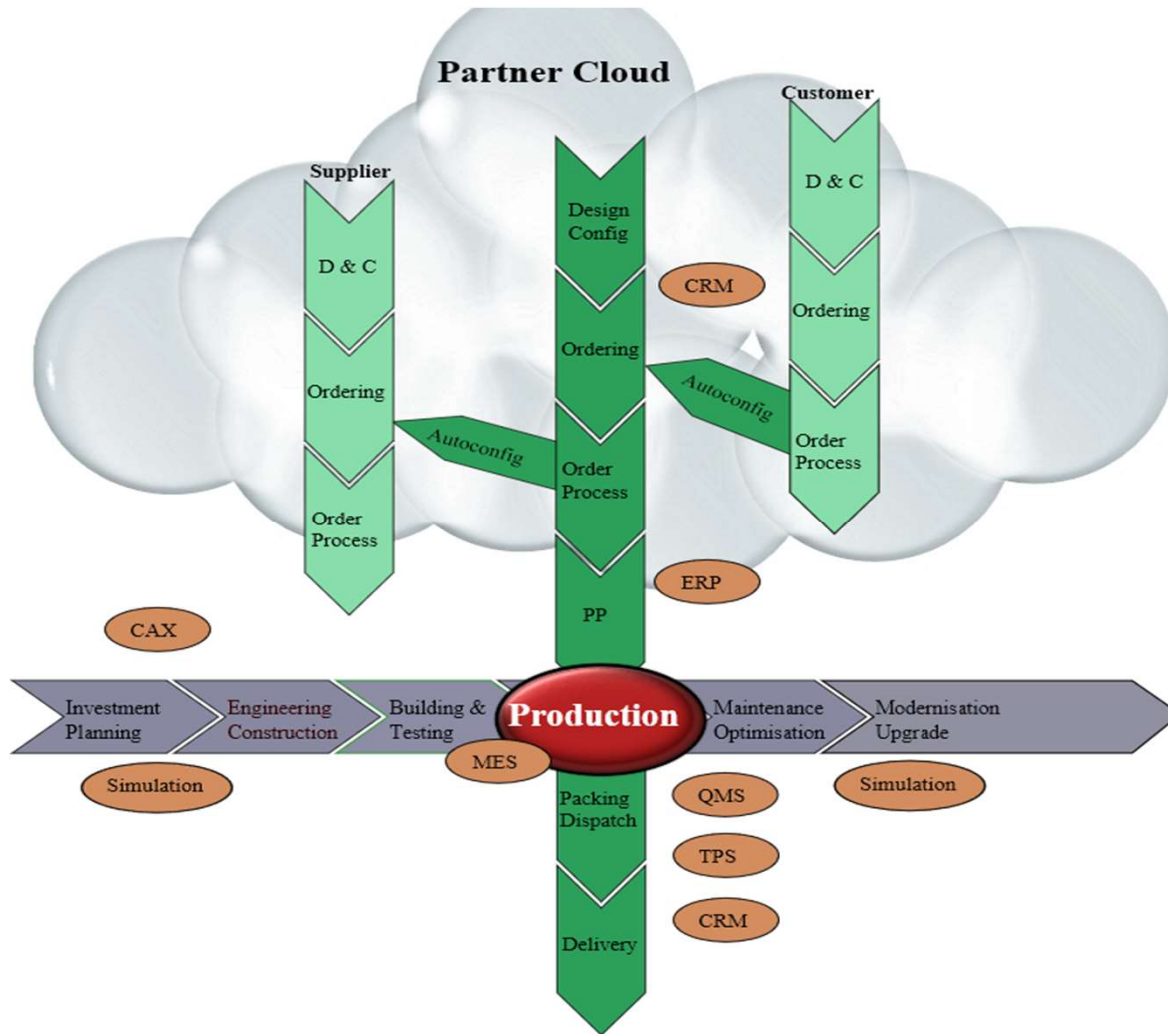 Partner Cloud
Customer
Supplier
D & C
Design
Config
D & C
CRM
Ordering
Ordering
Ordering
Autoconfig
Autoconfig
Order
Process
Order
Process
Order
Process
ERP
PP
CAX
Investment
Planning
Engineering
Construction
Building &
Testing
Production
Maintenance
Optimisation
Modernisation
Upgrade
MES
Simulation
Packing
Dispatch
QMS
Simulation
TPS
CRM
Delivery